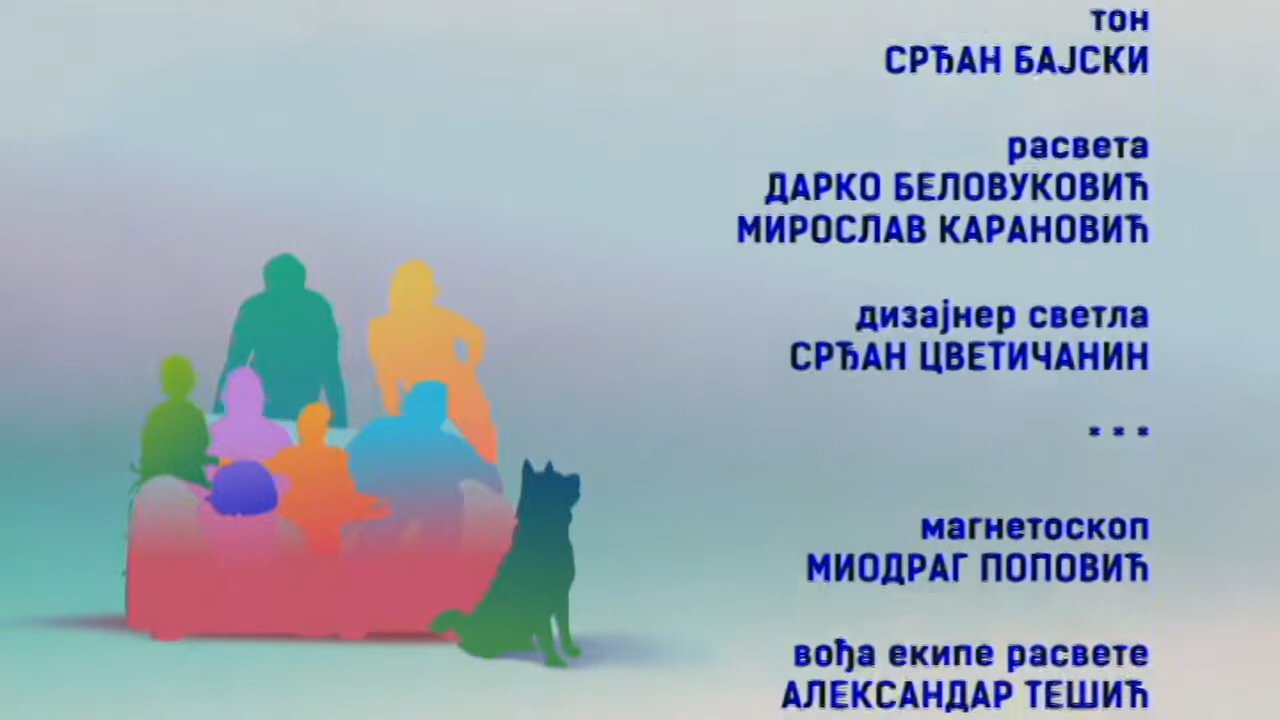 тон
СРЂАН БАЈСКИ
расвета
ДАРКО БЕЛОВУКОВИЋ
МИРОСЛАВ КАРАНОВИЋ
дизајнер светла
СРЂАН ЦВЕТИЧАНИН
* * *
магнетоскоп
МИОДРАГ ПОПОВИЋ
вођа екипе расвете
АЛЕКСАНДАР ТЕШИЋ